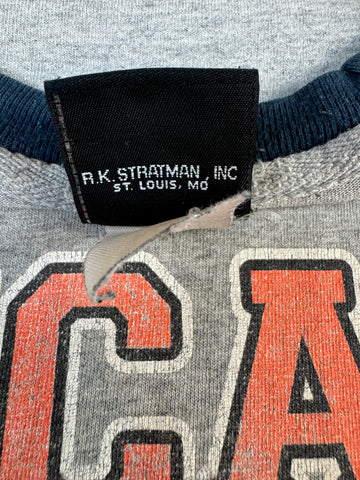 R.K. STRATMAN, INC
ST. LOUIS, MO
CA